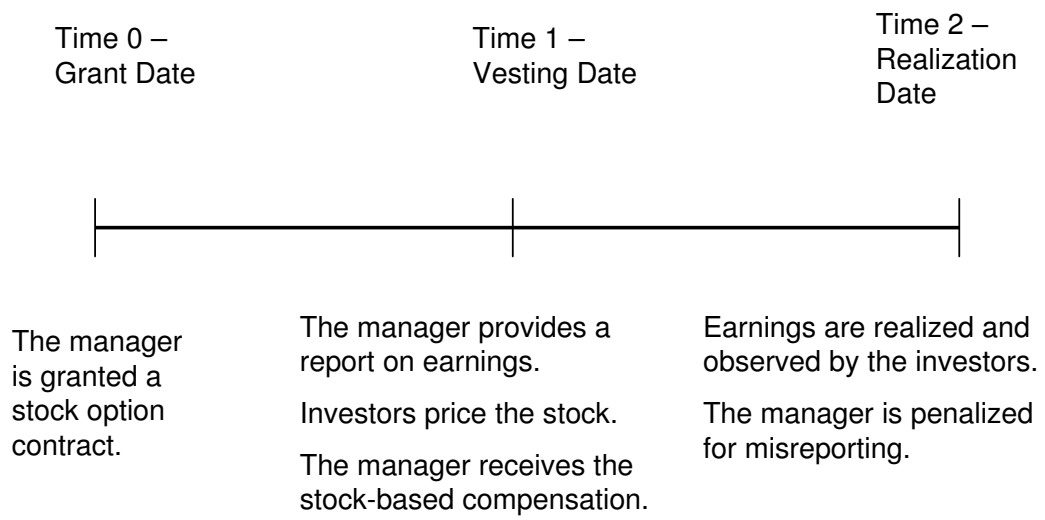 Time 0 –
Grant Date
Time 1 –
Vesting Date
Time 2 –
Realization
Date
The manager
is granted a
stock option
contract.
The manager provides a
report on earnings.
Investors price the stock.
The manager receives the
stock-based compensation.
Earnings are realized and
observed by the investors.
The manager is penalized
for misreporting.